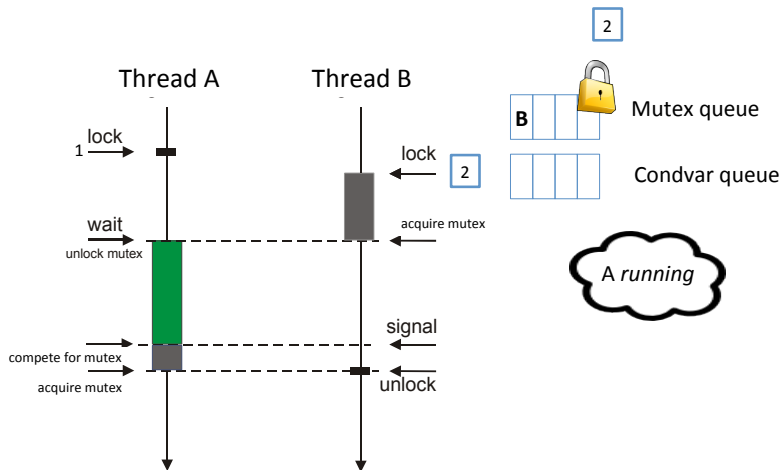 2
Thread A
Thread B
B
Mutex queue
1
lock
lock
2
Condvar queue
wait
unlock mutex
acquire mutex
A running
signal
compete for mutex
acquire mutex
unlock